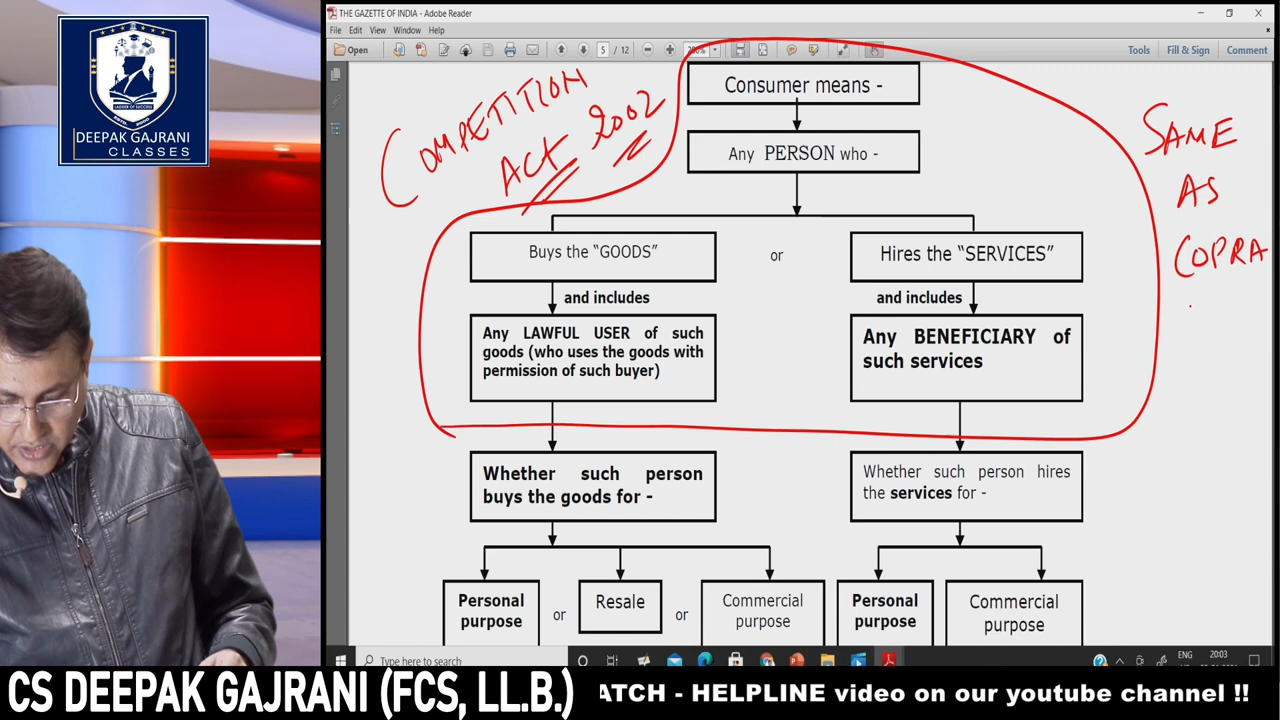 DEEPAK GAJRANI
CLASSES
LADDER OF SUCCESS
THE GAZETTE OF INDIA - Adobe Reader
File Edit View Window Help
Open 5 / 12 Tools Fill & Sign Comment
COMPETITION
ACT 2002
SAME
AS
COPRA
Consumer means -
Any PERSON who -
Buys the “GOODS” or Hires the “SERVICES”
and includes and includes
Any LAWFUL USER of such
goods (who uses the goods with
permission of such buyer)
Any BENEFICIARY of
such services
Whether such person
buys the goods for -
Whether such person hires
the services for -
Personal
purpose
or
Resale
or
Commercial
purpose
Personal
purpose
Commercial
purpose
Type here to search
ENG 20:03
CS DEEPAK GAJRANI (FCS, LL.B.) ATCH - HELPLINE video on our youtube channel !!